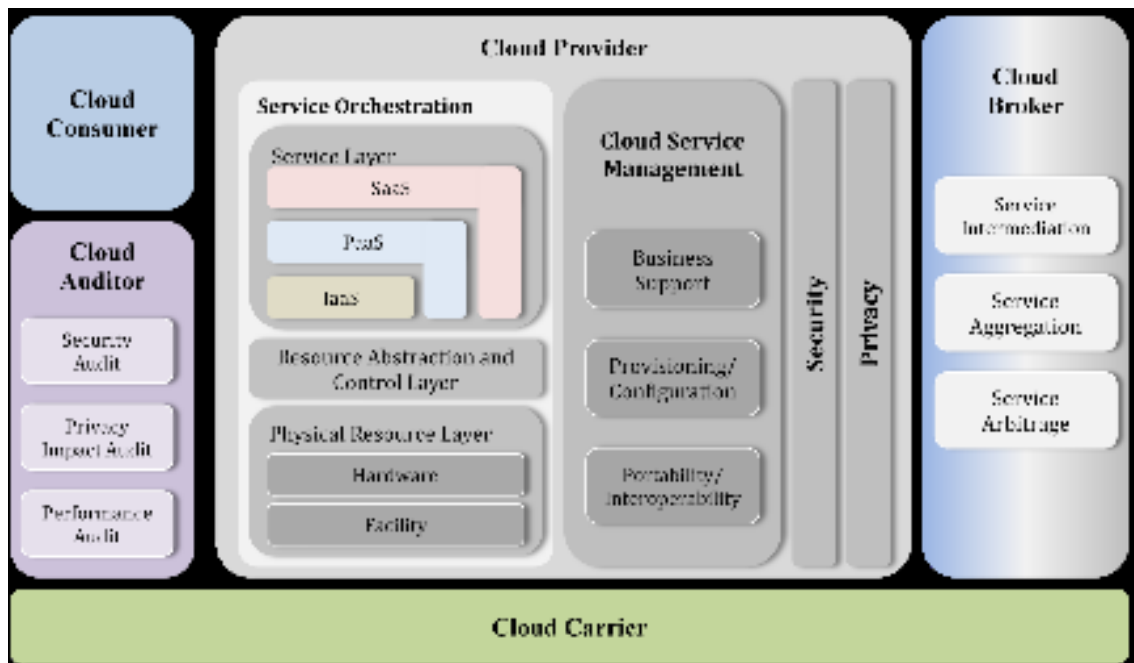 Cloud
Consumer
Cloud
Auditor
Security
Audit
Privacy
Impact Audit
Performance
Audit
Cloud Provider
Service Orchestration
Service Layer
SaaS
PaaS
IaaS
Resource Abstraction and
Control Layer
Physical Resource Layer
Hardware
Facility
Cloud Service
Management
Business
Support
Provisioning/
Configuration
Portability/
Interoperability
Security
Privacy
Cloud
Broker
Service
Intermediation
Service
Aggregation
Service
Arbitrage
Cloud Carrier